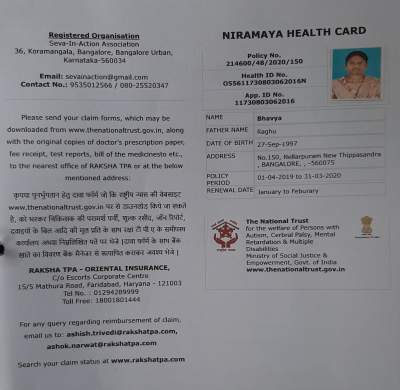 Registered Organisation
Seva-In-Action Association
36, Koramangala, Bangalore, Bangalore Urban,
Karnataka-560034
Email: sevainaction@gmail.com
Contact No.: 9535012566 / 080-25520347
Please send your claim forms, which may be
downloaded from www.thenationaltrust.gov.in, along
with the original copies of doctor's prescription paper,
fee receipt, test reports, bill of the medicinesto etc.,
to the nearest office of RAKSHA TPA or at the below
mentioned address:
कृपया पुनर्भुगतान हेतु दावा फॉर्म जो कि राष्ट्रीय न्यास की वेबसाइट
www.thenationaltrust.gov.in पर से डाउनलोड किये जा सकते
है, को भरकर चिकित्सक की परामर्श पर्ची, शुल्क रसीद, जाँच रिपोर्ट,
दवाइयों के बिल आदि की मूल प्रति के साथ रक्षा टी पी ए के समीपस्थ
कार्यालय अथवा निम्नलिखित पते पर भेजे |दावा फॉर्म के साथ बैंक
खाते का विवरण बैंक मैनेजर से सत्यापित कराकर अवश्य भेजे |
RAKSHA TPA - ORIENTAL INSURANCE,
C/o Escorts Corporate Centre
15/5 Mathura Road, Faridabad, Haryana - 121003
Tel No. : 01294289999
Toll Free: 18001801444
For any query regarding reimbursement of claim,
email us to: ashish.trivedi@rakshatpa.com,
ashok.narwat@rakshatpa.com
Search your claim status at www.rakshatpa.com
NIRAMAYA HEALTH CARD
Policy No.
214600/48/2020/150
Health ID No.
O55611730803062016N
App. ID
11730803062016
NAME Bhavya
FATHER NAME Raghu
DATE OF BIRTH 27-Sep-1997
ADDRESS No.150, Nellarpuram New Thippasandra
, BANGALORE, , -560075
POLICY PERIOD 01-04-2019 to 31-03-2020
RENEWAL DATE January to Feburary
The National Trust
for the welfare of Persons with
Autism, Cerebral Palsy, Mental
Retardation & Multiple
Disabilities
Ministry of Social Justice &
Empowerment, Govt. of India
www.thenationaltrust.gov.in